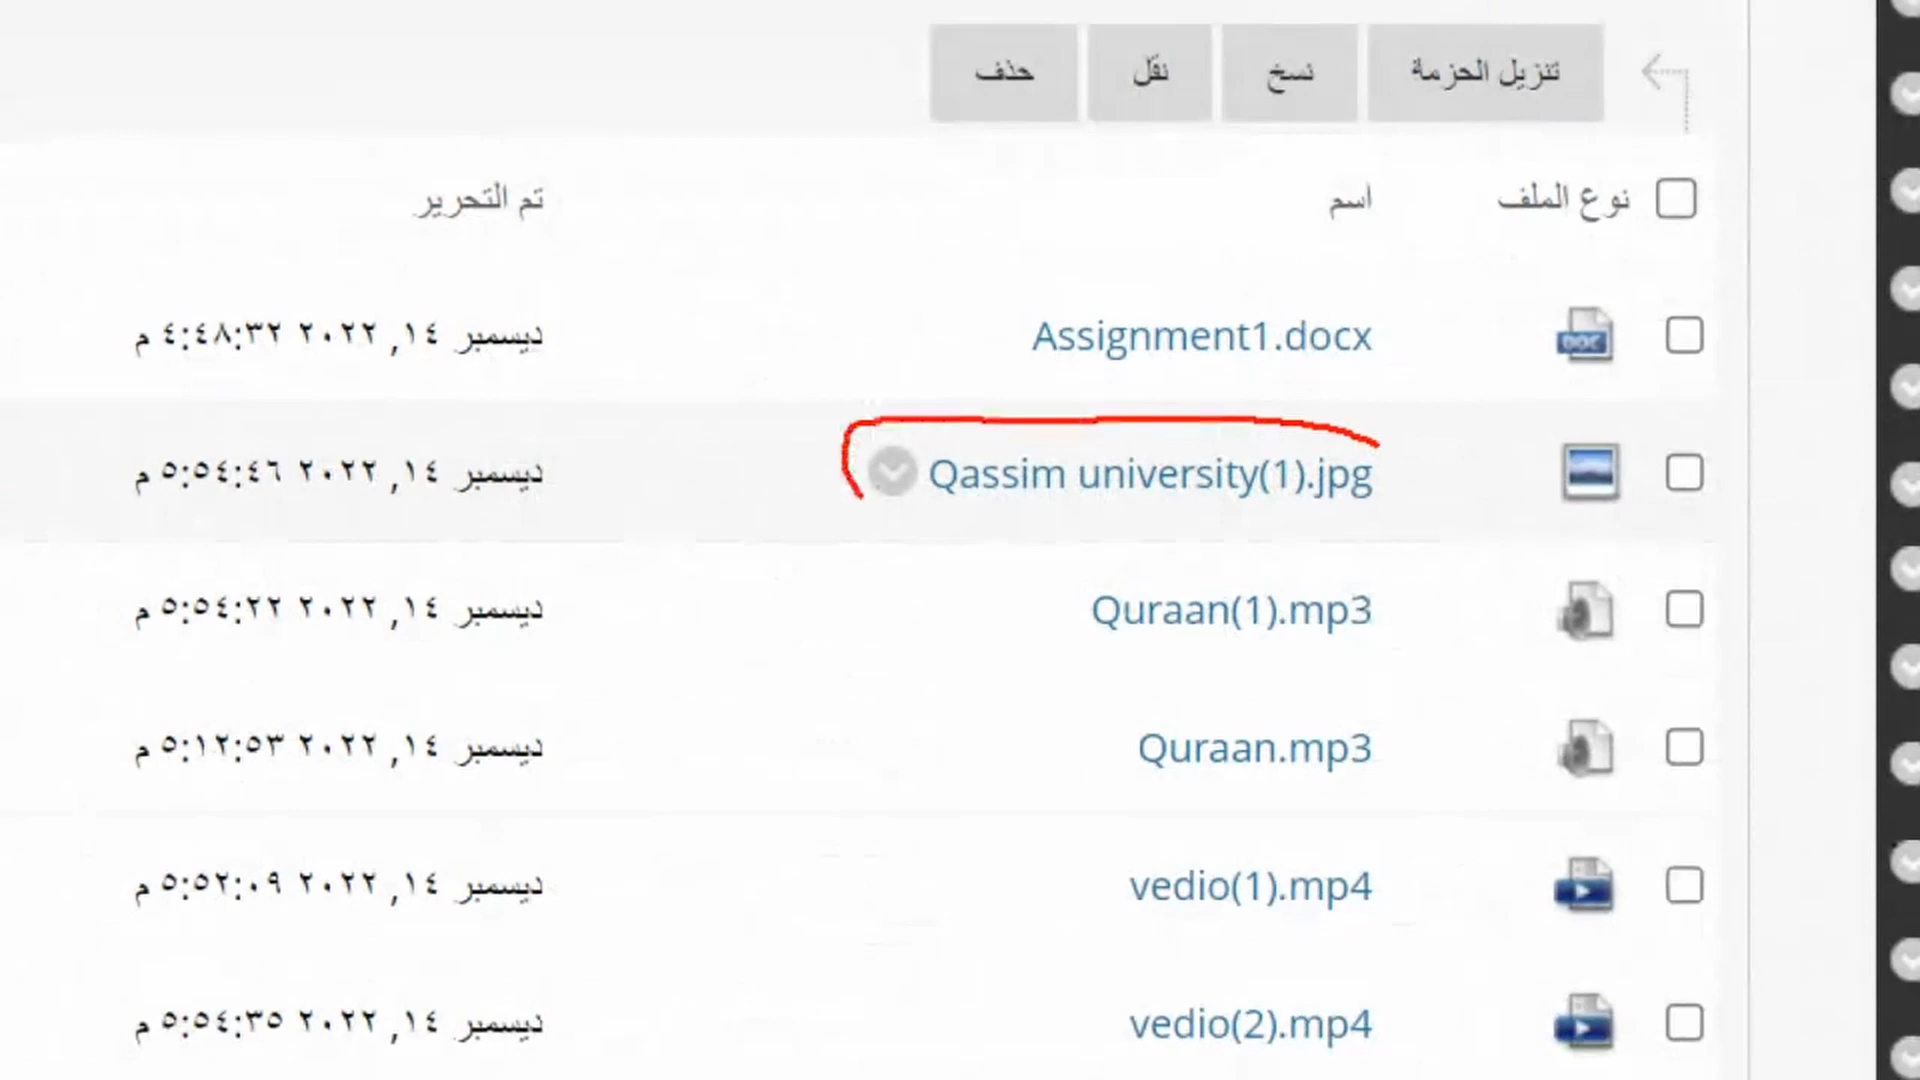 تنزيل الحزمة نسخ نقل حذف
نوع الملف اسم تم التحرير
DOC Assignment1.docx ديسمبر ١٤, ٢٠٢٢ ٤:٤٨:٣٢ م
Qassim university(1).jpg ديسمبر ١٤, ٢٠٢٢ ٥:٥٤:٤٦ م
Quraan(1).mp3 ديسمبر ١٤, ٢٠٢٢ ٥:٥٤:٢٢ م
Quraan.mp3 ديسمبر ١٤, ٢٠٢٢ ٥:١٢:٥٣ م
vedio(1).mp4 ديسمبر ١٤, ٢٠٢٢ ٥:٥٢:٠٩ م
vedio(2).mp4 ديسمبر ١٤, ٢٠٢٢ ٥:٥٤:٣٥ م